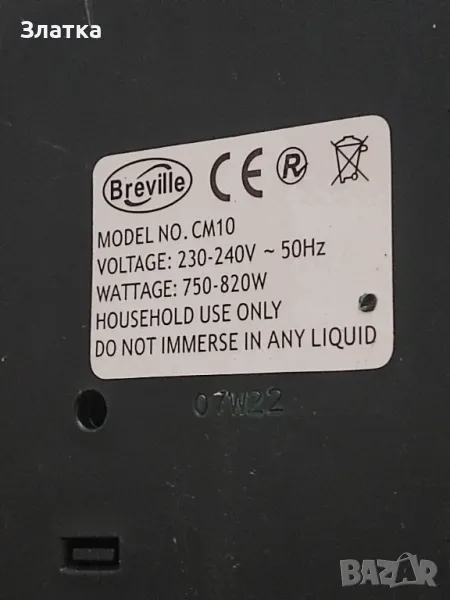 Златка
Breville
CE R
MODEL NO. CM10
VOLTAGE: 230-240V ~ 50Hz
WATTAGE: 750-820W
HOUSEHOLD USE ONLY
DO NOT IMMERSE IN ANY LIQUID
07W22
BAZAR